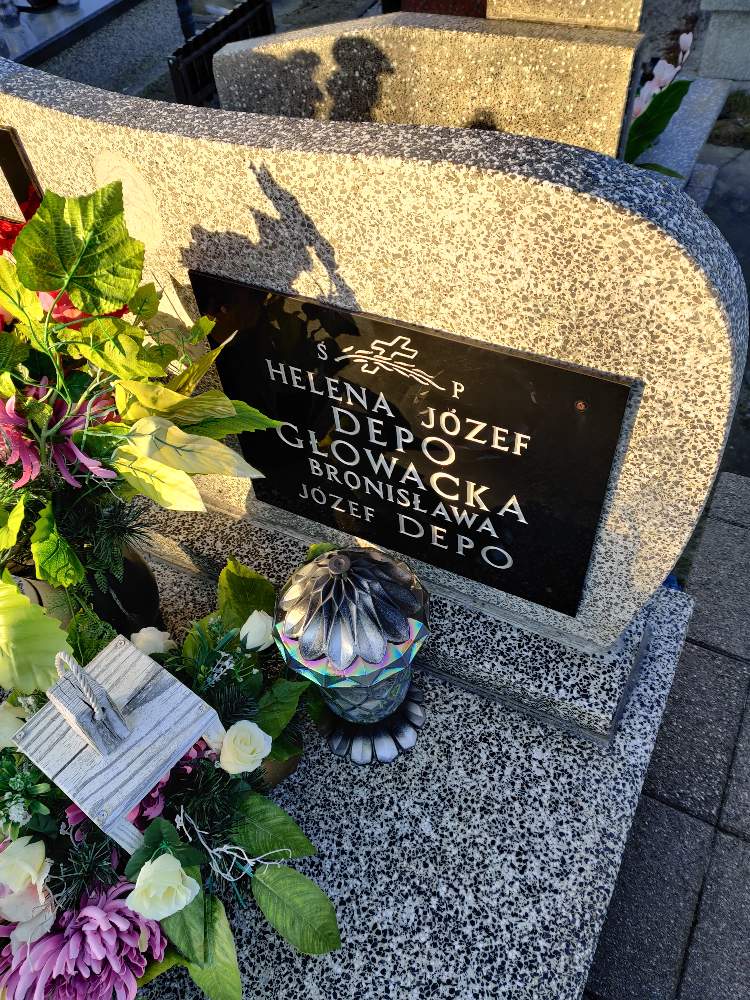 Ś P
HELENA JÓZEF
DEPO
GŁOWACKA
BRONISŁAWA
JÓZEF DEPO